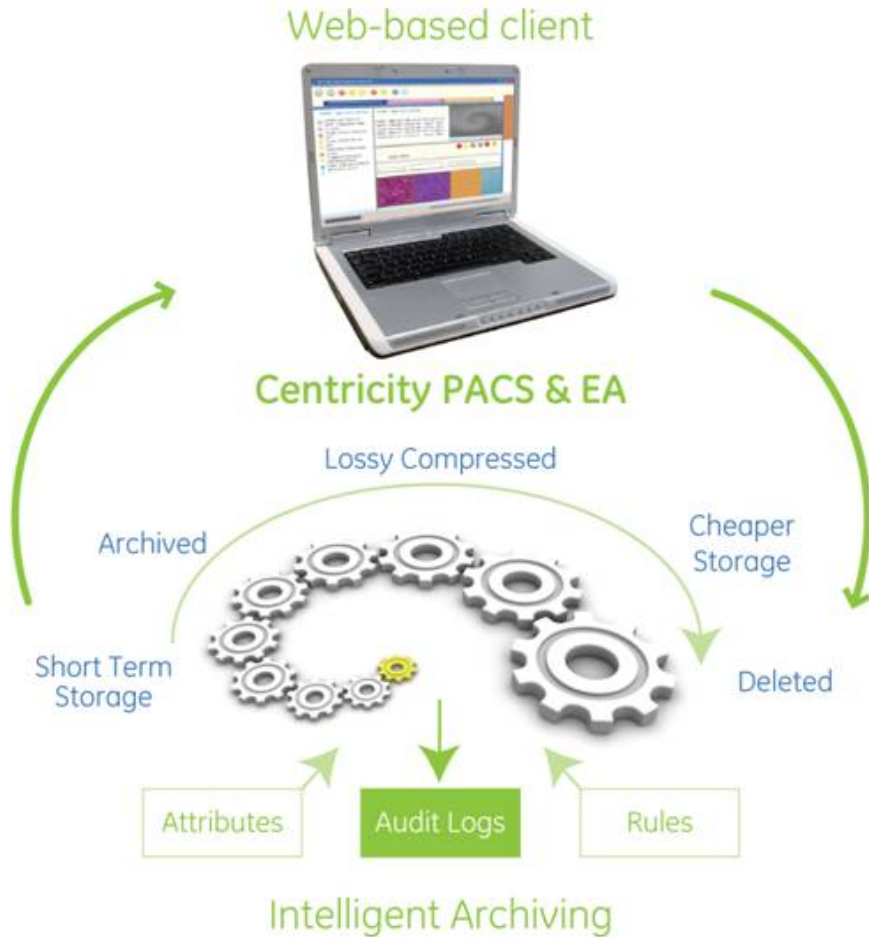 Web-based client
Centricity PACS & EA
Lossy Compressed
Archived
Cheaper
Storage
Short Term
Storage
Deleted
Attributes
Audit Logs
Rules
Intelligent Archiving